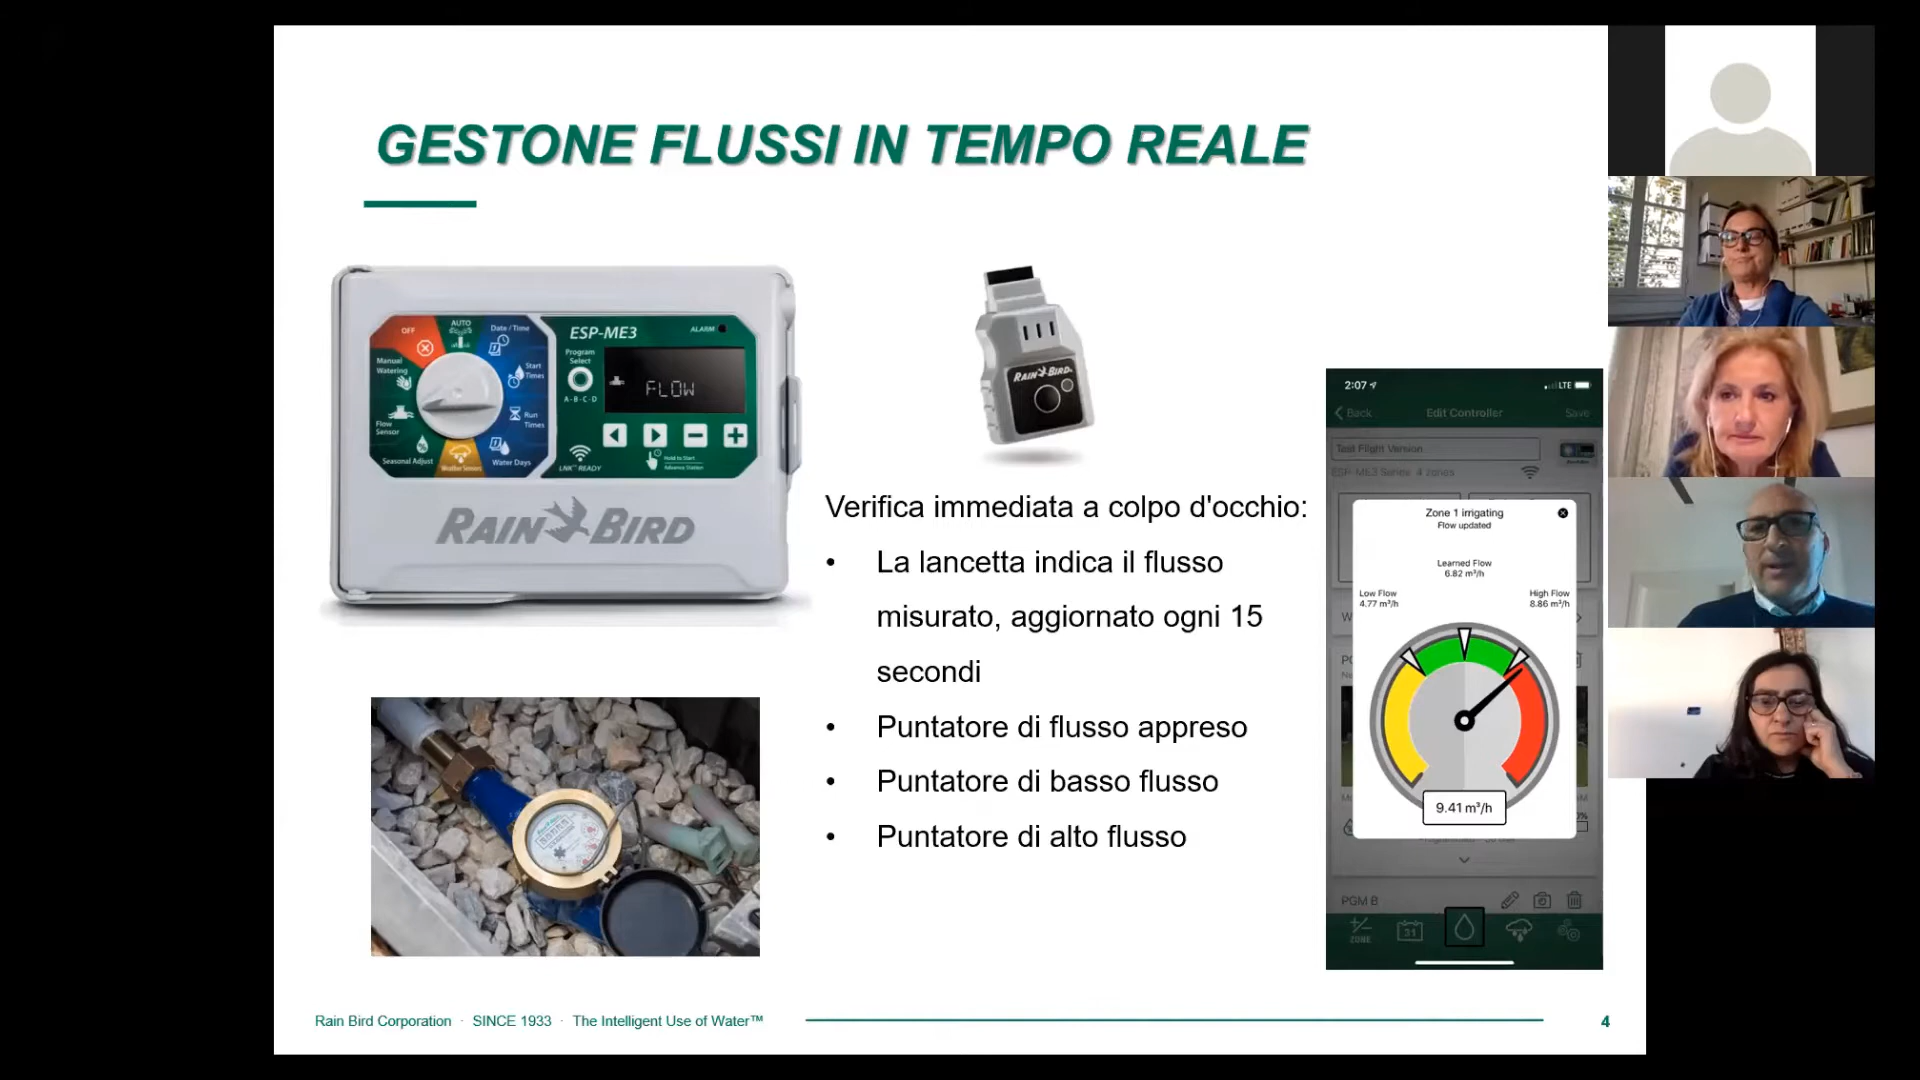 GESTONE FLUSSI IN TEMPO REALE
OFF
AUTO
Date / Time
Manual
Watering
Start
Times
Flow
Sensor
Run
Times
Seasonal Adjust
Weather Sensor
Water Days
ESP-ME3
ALARM
Program
Select
A-B-C-D
FLOW
LNK™ READY
Hold to Start
Advance Station
RAIN BIRD
RAIN BIRD
Verifica immediata a colpo d'occhio:
• La lancetta indica il flusso
misurato, aggiornato ogni 15
secondi
• Puntatore di flusso appreso
• Puntatore di basso flusso
• Puntatore di alto flusso
2:07
LTE
Back
Edit Controller
Save
Test Flight Version
ESP-ME3 Series 4 zones
Zone 1 irrigating
Flow updated
Learned Flow
6.82 m³/h
Low Flow
4.77 m³/h
High Flow
8.86 m³/h
9.41 m³/h
PGM B
ZONE
31
Rain Bird Corporation · SINCE 1933 · The Intelligent Use of Water™
4